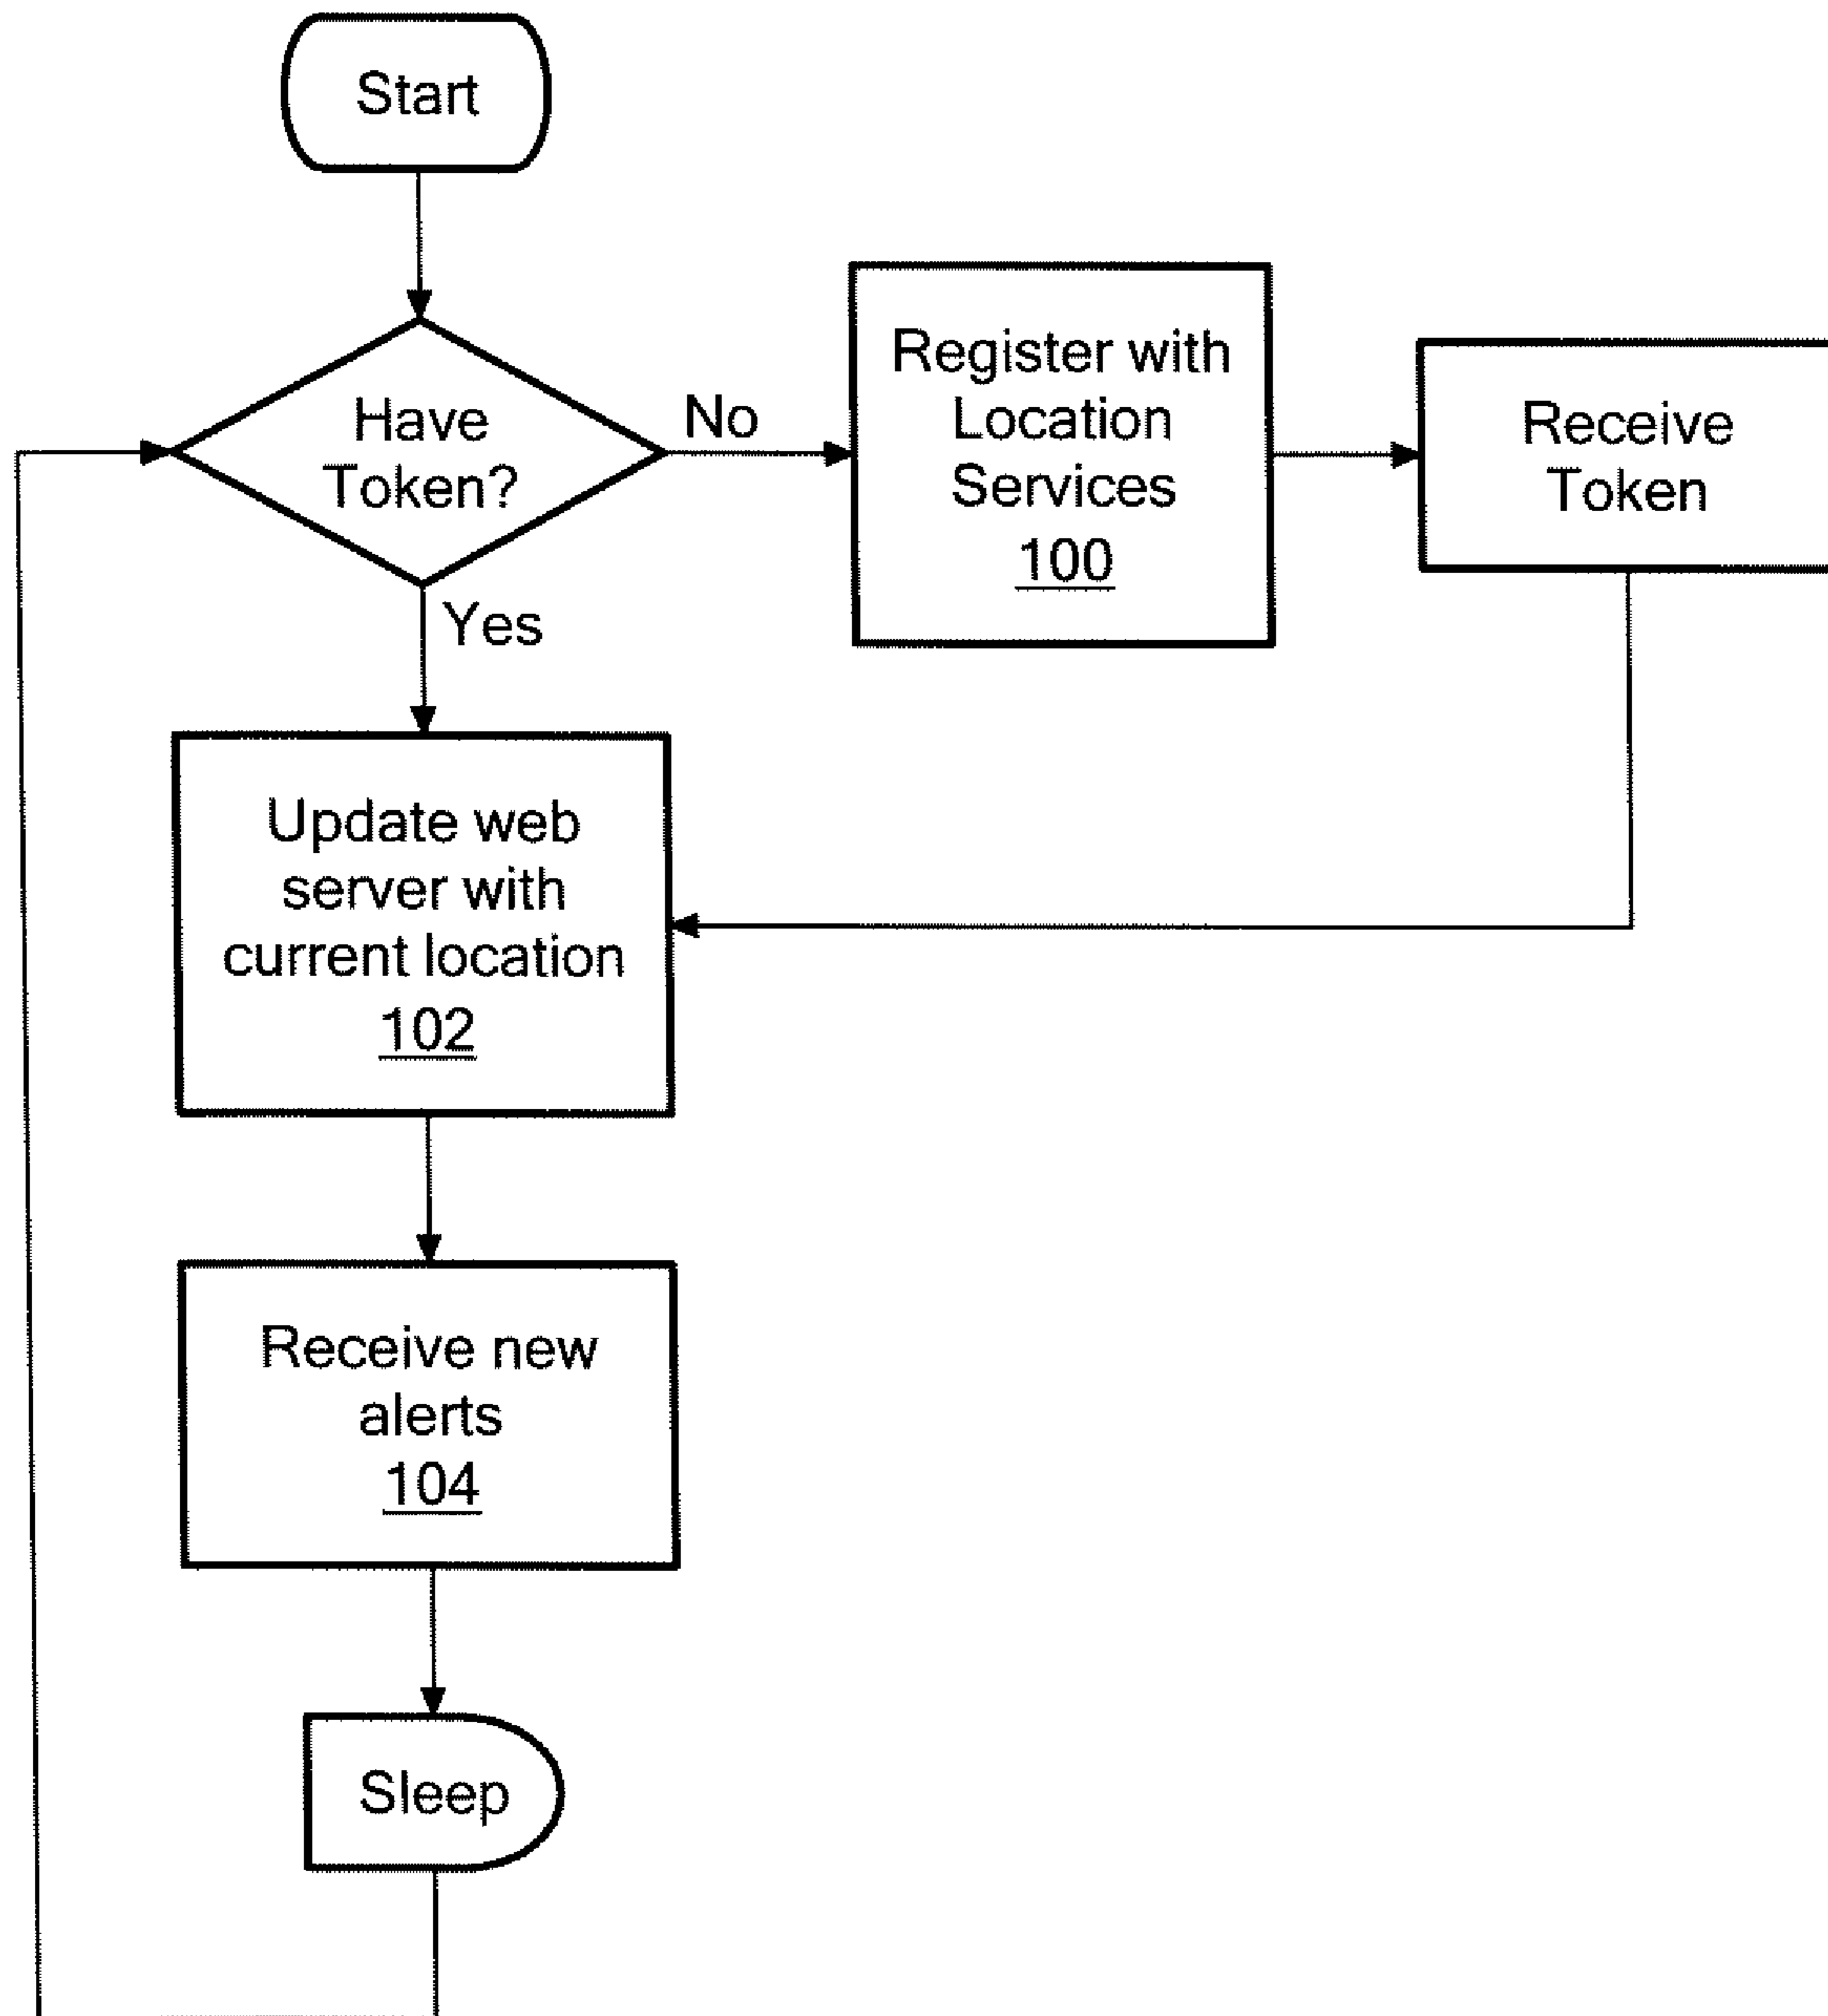 Start
Have
Token?
No
Register with
Location
Services
100
Receive
Token
Yes
Update web
server with
current location
102
Receive new
alerts
104
Sleep